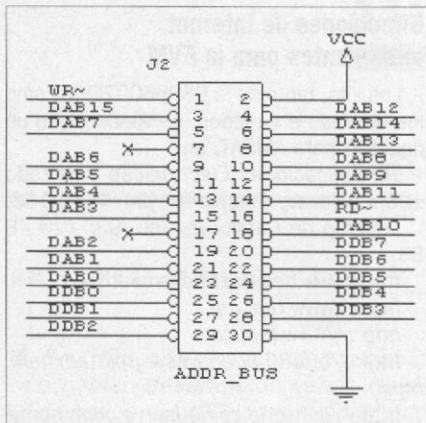 VCC
J2
WR~ 1 2
DAB15 3 4 DAB12
DAB7 5 6 DAB14
X 7 8 DAB13
DAB6 9 10 DAB8
DAB5 11 12 DAB9
DAB4 13 14 DAB11
DAB3 15 16 RD~
X 17 18 DAB10
DAB2 19 20 DDB7
DAB1 21 22 DDB6
DAB0 23 24 DDB5
DDB0 25 26 DDB4
DDB1 27 28 DDB3
DDB2 29 30
ADDR_BUS